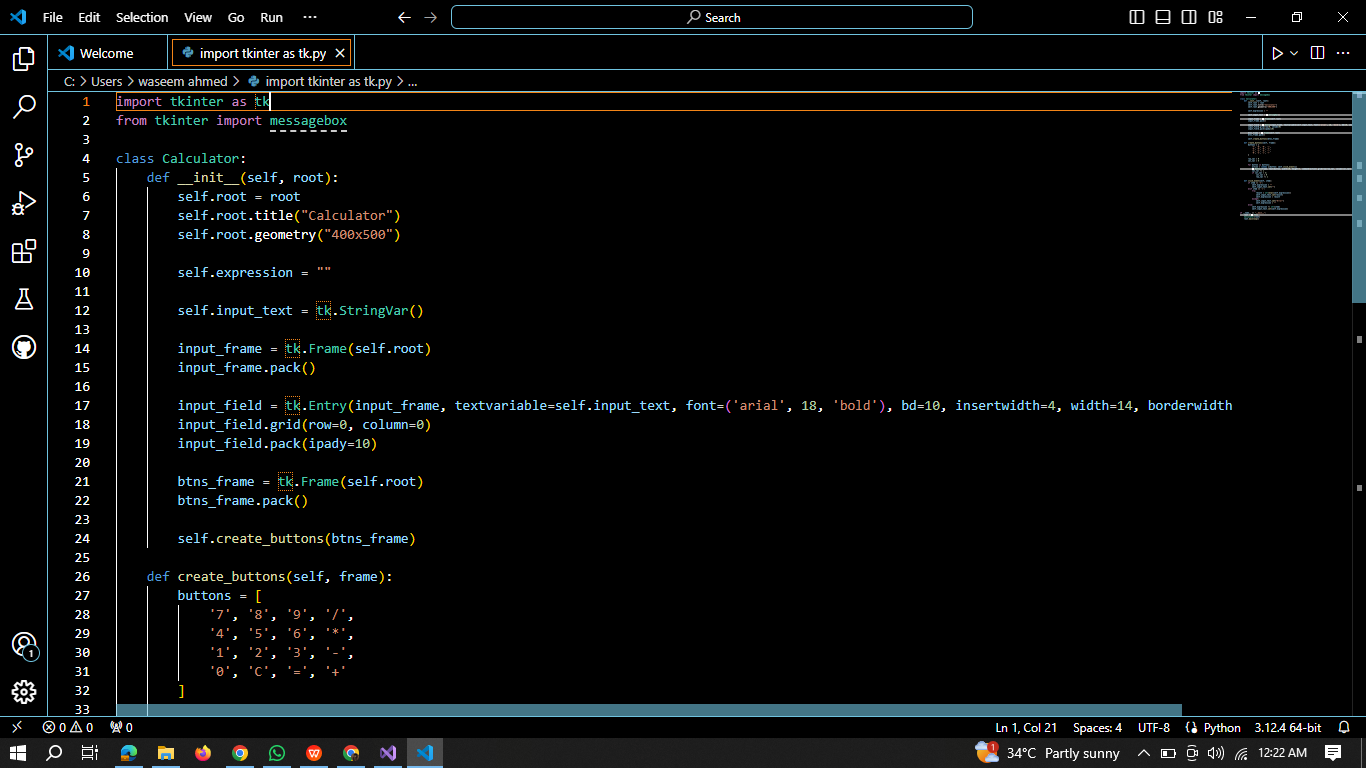 File Edit Selection View Go Run ··· Search
Welcome import tkinter as tk.py
C: > Users > waseem ahmed > import tkinter as tk.py > ...
1 import tkinter as tk
2 from tkinter import messagebox
3
4 class Calculator:
5     def __init__(self, root):
6         self.root = root
7         self.root.title("Calculator")
8         self.root.geometry("400x500")
9
10         self.expression = ""
11
12         self.input_text = tk.StringVar()
13
14         input_frame = tk.Frame(self.root)
15         input_frame.pack()
16
17         input_field = tk.Entry(input_frame, textvariable=self.input_text, font=('arial', 18, 'bold'), bd=10, insertwidth=4, width=14, borderwidth
18         input_field.grid(row=0, column=0)
19         input_field.pack(ipady=10)
20
21         btns_frame = tk.Frame(self.root)
22         btns_frame.pack()
23
24         self.create_buttons(btns_frame)
25
26     def create_buttons(self, frame):
27         buttons = [
28             '7', '8', '9', '/',
29             '4', '5', '6', '*',
30             '1', '2', '3', '-',
31             '0', 'C', '=', '+'
32         ]
33
1
0 0 0 Ln 1, Col 21 Spaces: 4 UTF-8 Python 3.12.4 64-bit
1 34°C Partly sunny 12:22 AM